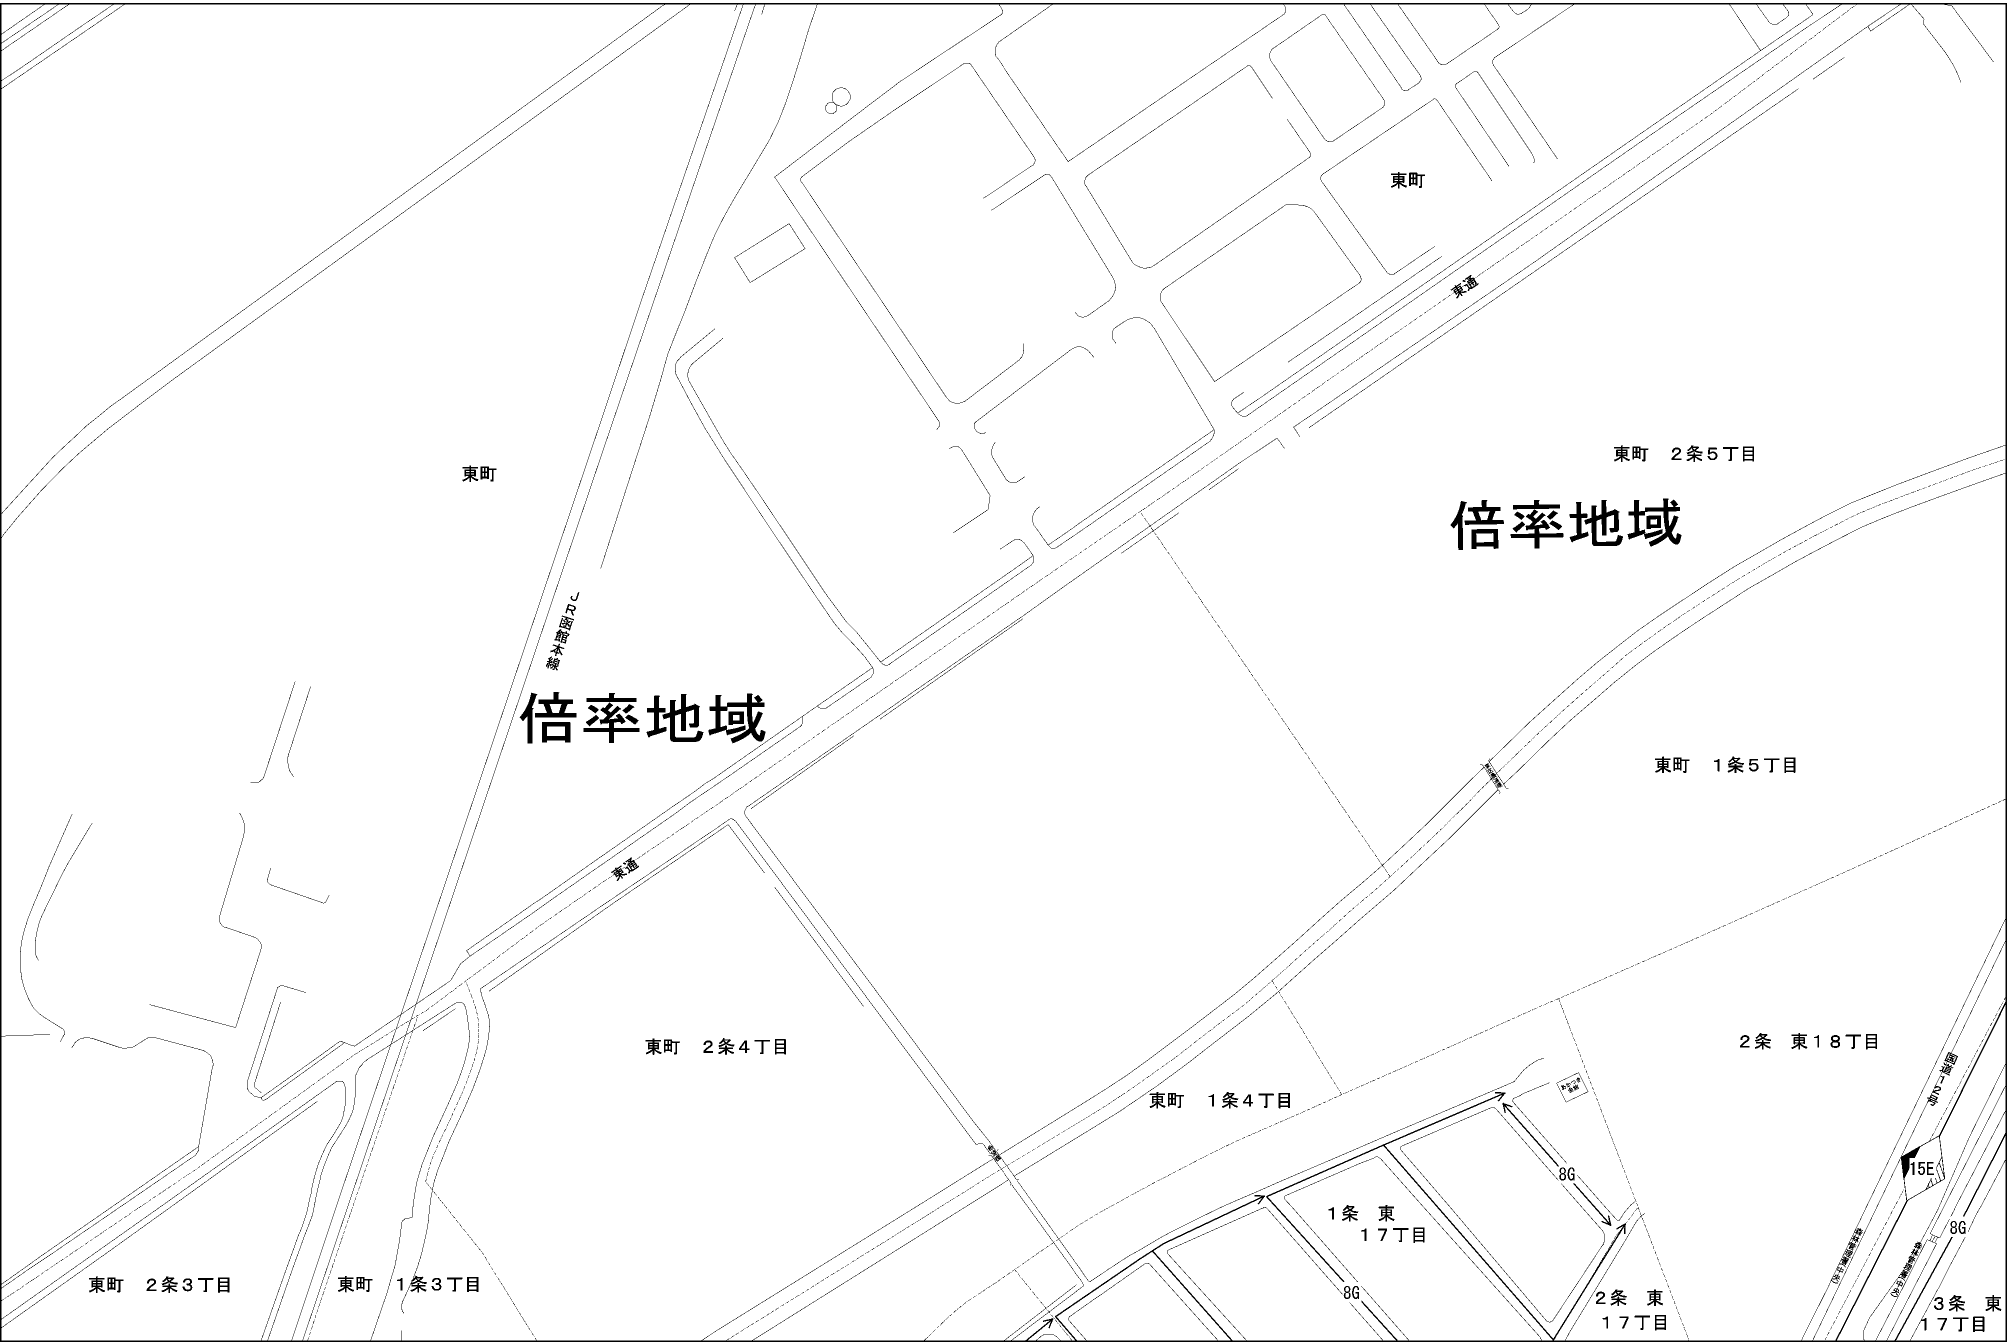 東町
東通
東町　２条５丁目
東町
倍率地域
ＪＲ函館本線
倍率地域
東町　１条５丁目
東通
２条　東１８丁目
東町　２条４丁目
国道１２号
東町　１条４丁目
15E
8G
１条　東
１７丁目
8G
東町　２条３丁目
東町　１条３丁目
8G
２条　東
１７丁目
３条　東
１７丁目